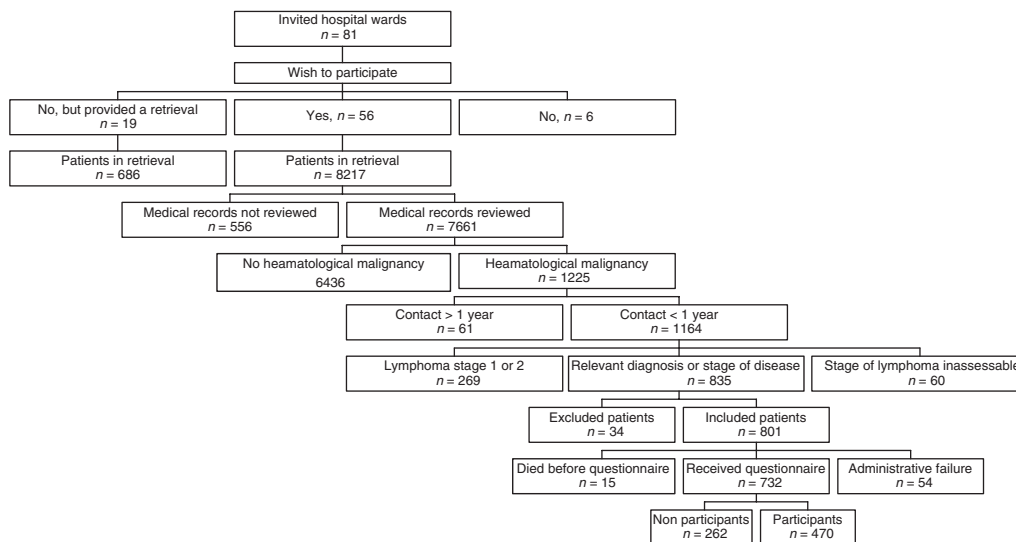 Invited hospital wards
n = 81
Wish to participate
No, but provided a retrieval
n = 19
Yes, n = 56
No, n = 6
Patients in retrieval
n = 686
Patients in retrieval
n = 8217
Medical records not reviewed
n = 556
Medical records reviewed
n = 7661
No heamatological malignancy
6436
Heamatological malignancy
n = 1225
Contact > 1 year
n = 61
Contact < 1 year
n = 1164
Lymphoma stage 1 or 2
n = 269
Relevant diagnosis or stage of disease
n = 835
Stage of lymphoma inassessable
n = 60
Excluded patients
n = 34
Included patients
n = 801
Died before questionnaire
n = 15
Received questionnaire
n = 732
Administrative failure
n = 54
Non participants
n = 262
Participants
n = 470